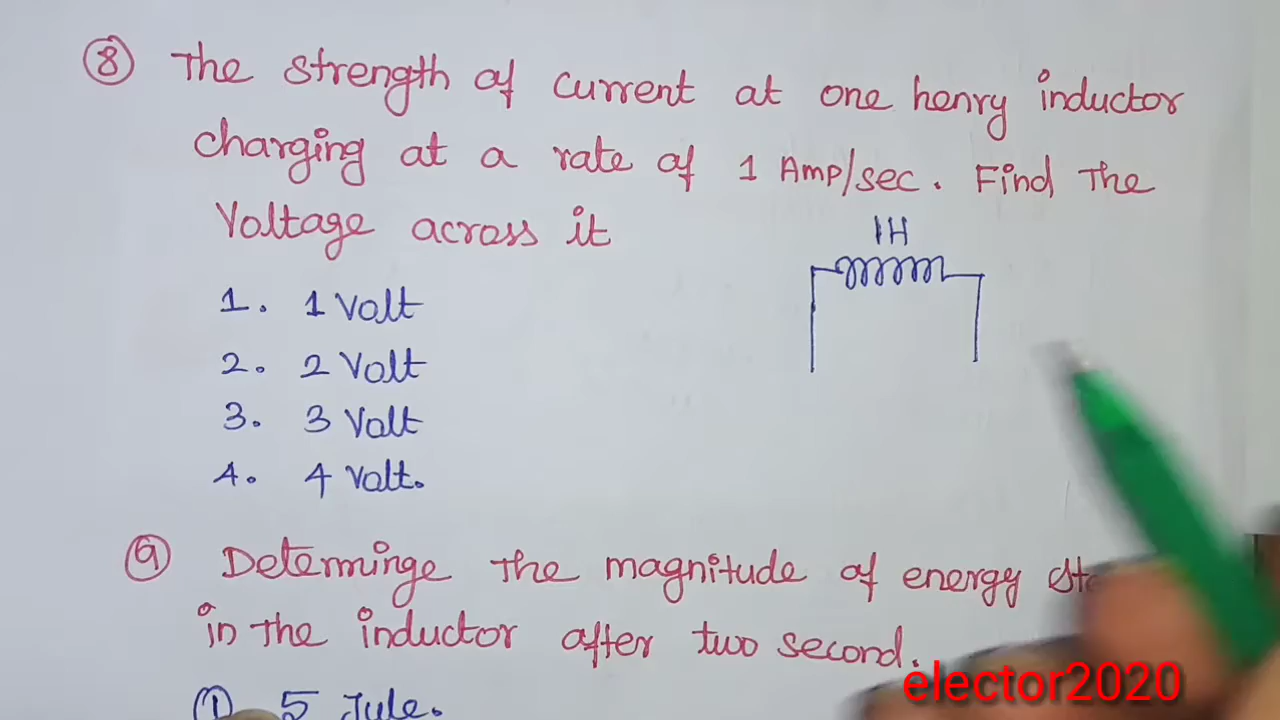 8 The strength of current at one henry inductor
charging at a rate of 1 Amp/sec. Find the
Voltage across it
1H
1. 1 Volt
2. 2 Volt
3. 3 Volt
4. 4 Volt.
9 Determinge the magnitude of energy
in the inductor after two second.
elector2020
1 5 Jule.